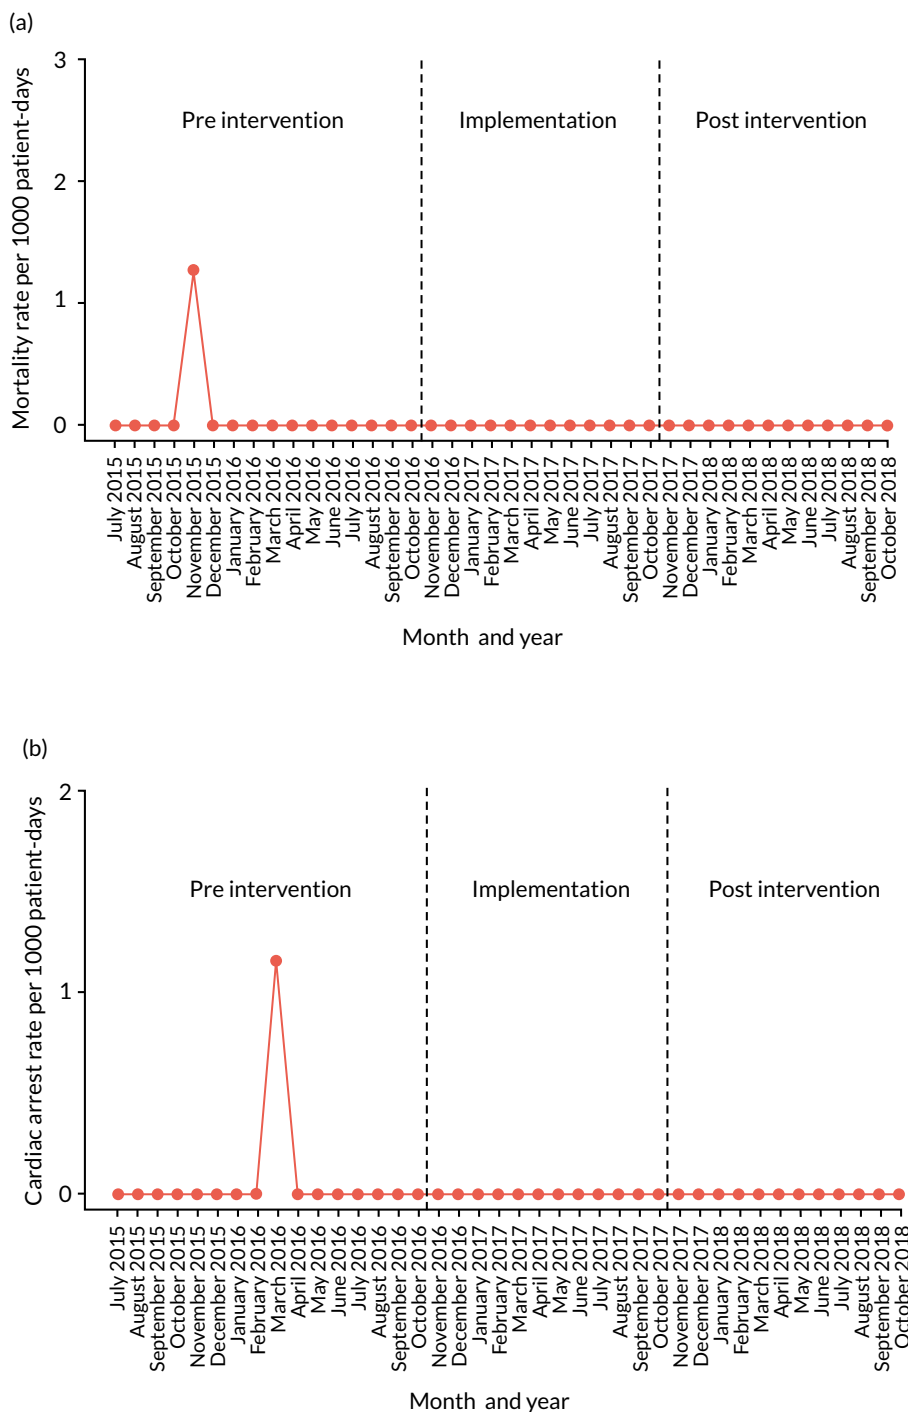 (a)
Mortality rate per 1000 patient-days
3
2
1
0
Pre intervention
Implementation
Post intervention
July 2015
August 2015
September 2015
October 2015
November 2015
December 2015
January 2016
February 2016
March 2016
April 2016
May 2016
June 2016
July 2016
August 2016
September 2016
October 2016
November 2016
December 2016
January 2017
February 2017
March 2017
April 2017
May 2017
June 2017
July 2017
August 2017
September 2017
October 2017
November 2017
December 2017
January 2018
February 2018
March 2018
April 2018
May 2018
June 2018
July 2018
August 2018
September 2018
October 2018
Month and year
(b)
Cardiac arrest rate per 1000 patient-days
2
1
0
Pre intervention
Implementation
Post intervention
July 2015
August 2015
September 2015
October 2015
November 2015
December 2015
January 2016
February 2016
March 2016
April 2016
May 2016
June 2016
July 2016
August 2016
September 2016
October 2016
November 2016
December 2016
January 2017
February 2017
March 2017
April 2017
May 2017
June 2017
July 2017
August 2017
September 2017
October 2017
November 2017
December 2017
January 2018
February 2018
March 2018
April 2018
May 2018
June 2018
July 2018
August 2018
September 2018
October 2018
Month and year